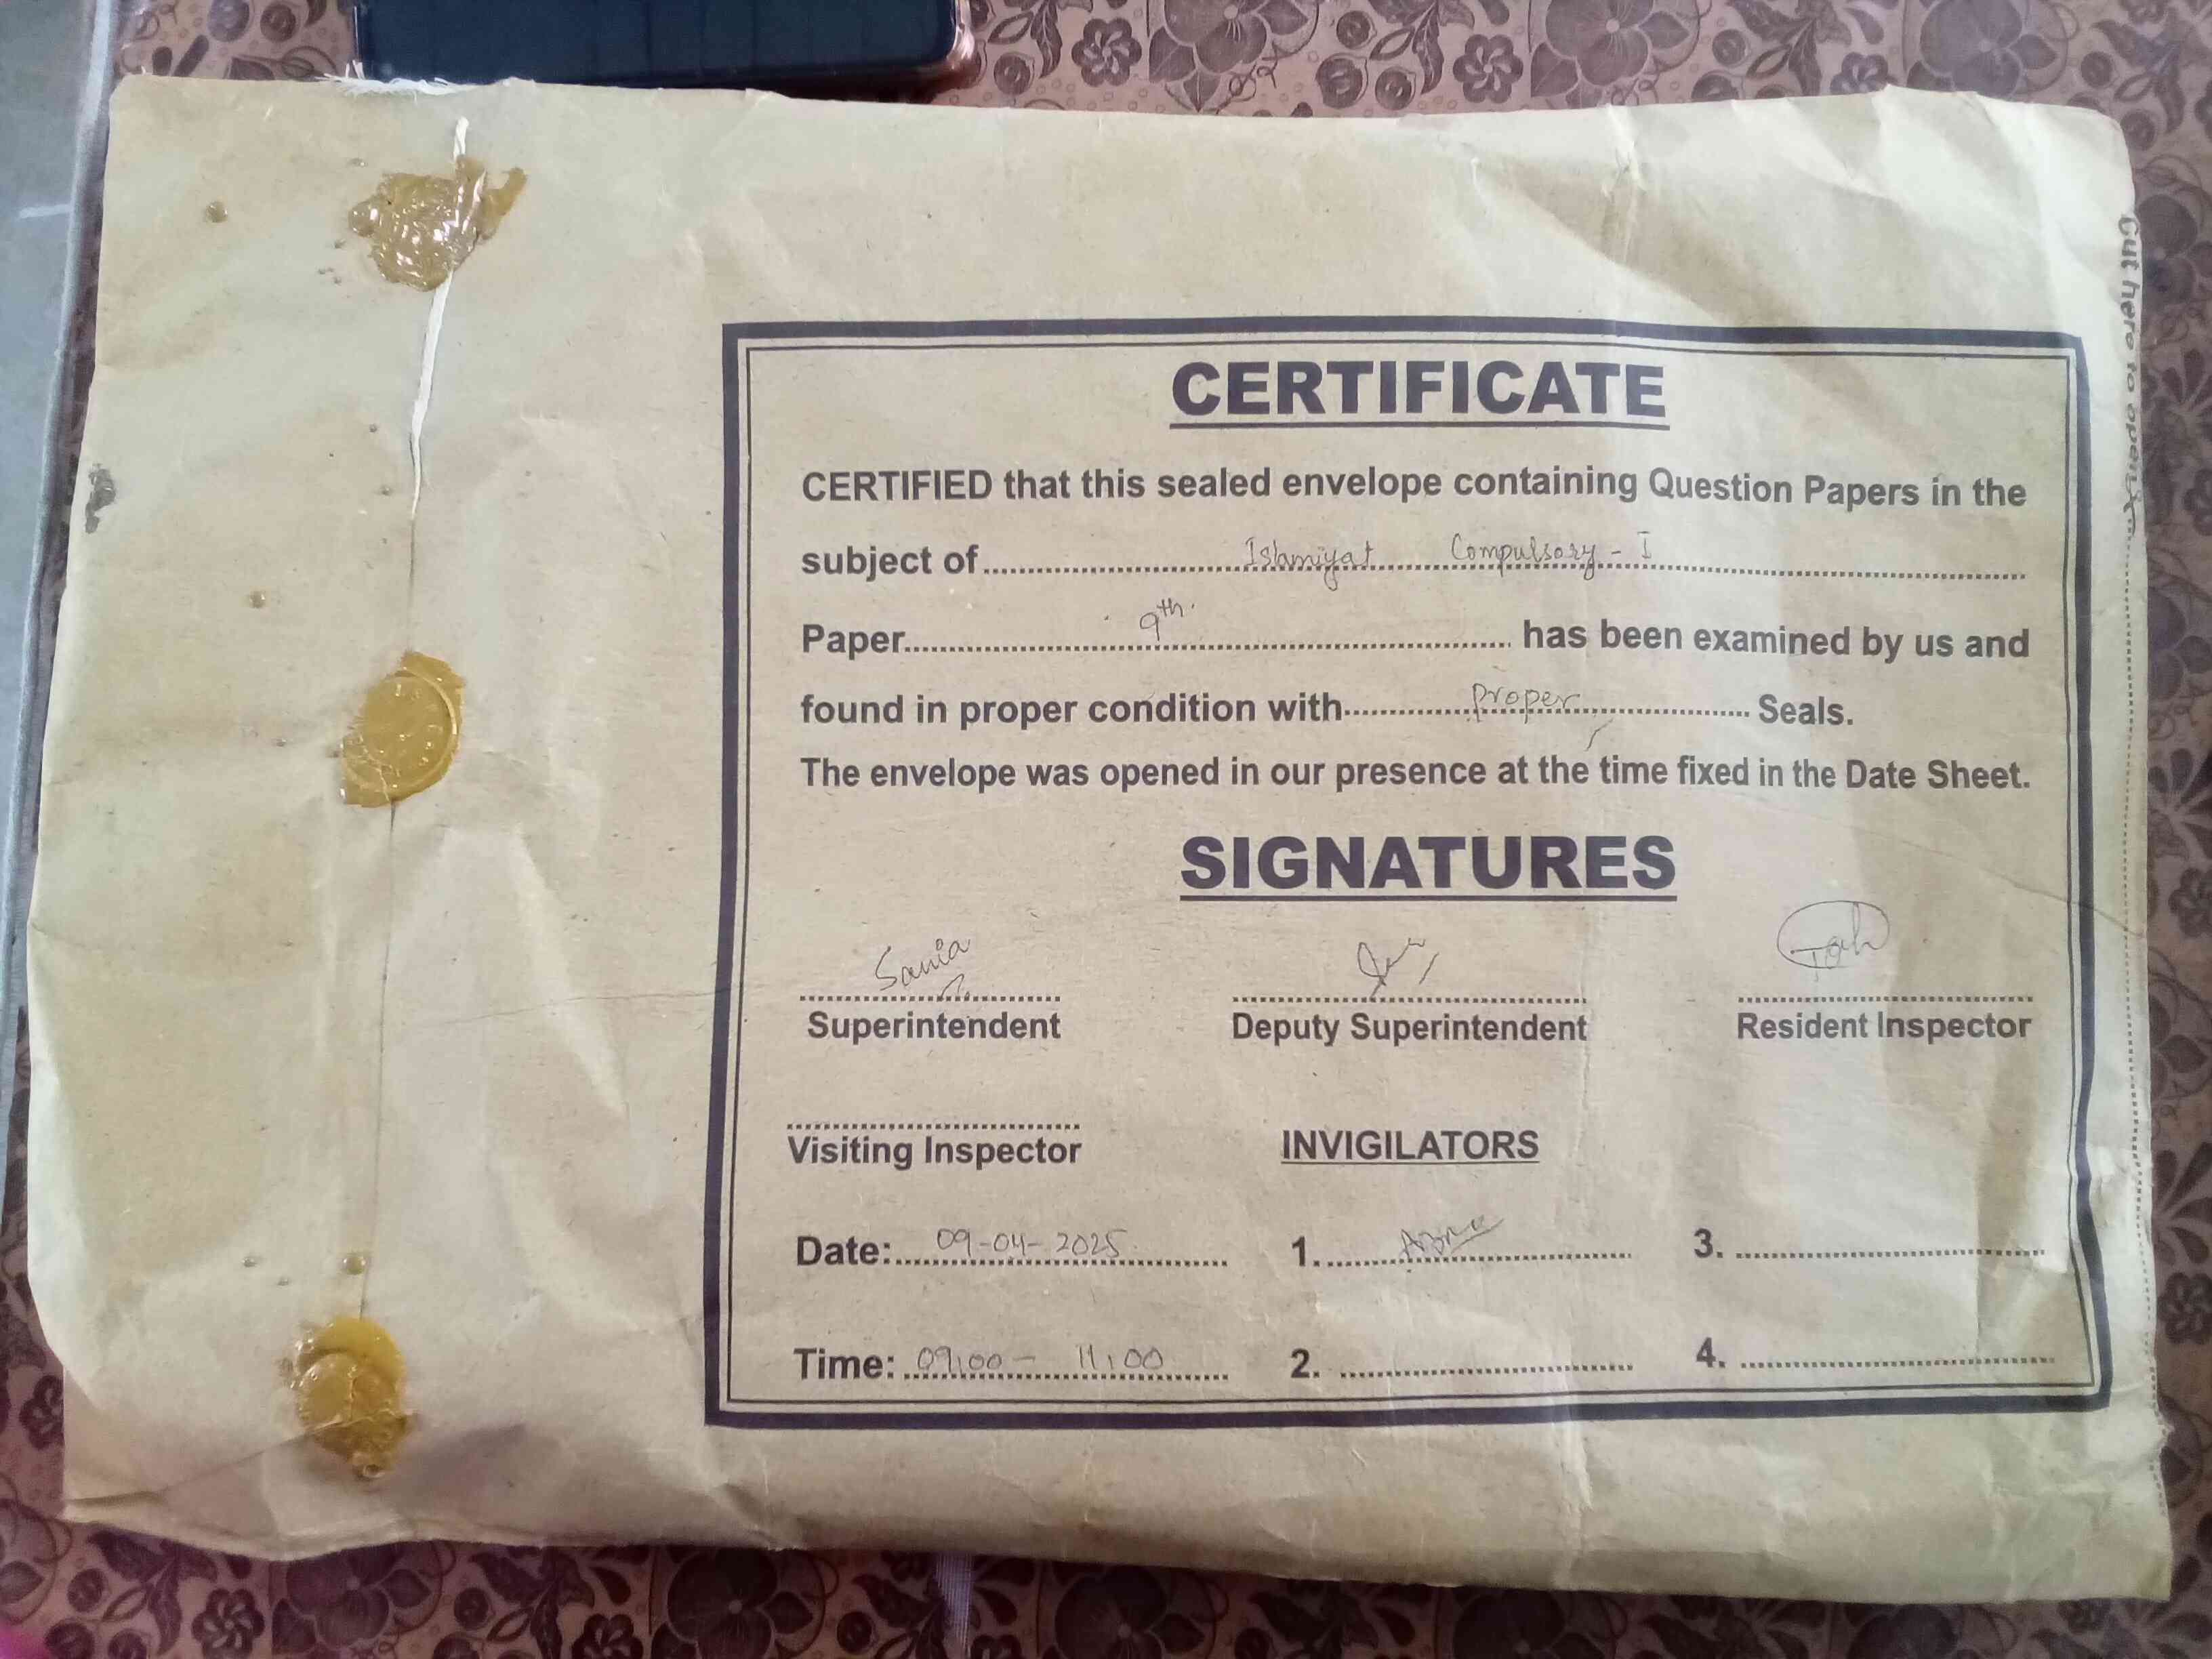 CERTIFICATE
CERTIFIED that this sealed envelope containing Question Papers in the
subject of Islamiyat Compulsory - I
Paper 9th has been examined by us and
found in proper condition with proper Seals.
The envelope was opened in our presence at the time fixed in the Date Sheet.
SIGNATURES
Sania
Superintendent Deputy Superintendent Resident Inspector
Visiting Inspector INVIGILATORS
Date: 09-04-2025 1. 3.
Time: 09:00 - 11:00 2. 4.
Cut here to open